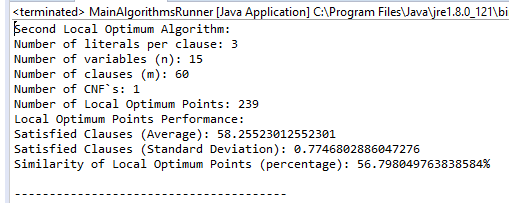 <terminated> MainAlgorithmsRunner [Java Application] C:\Program Files\Java\jre1.8.0_121\bi
Second Local Optimum Algorithm:
Number of literals per clause: 3
Number of variables (n): 15
Number of clauses (m): 60
Number of CNF`s: 1
Number of Local Optimum Points: 239
Local Optimum Points Performance:
Satisfied Clauses (Average): 58.25523012552301
Satisfied Clauses (Standard Deviation): 0.7746802886047276
Similarity of Local Optimum Points (percentage): 56.798049763838584%
-----------------------------------------